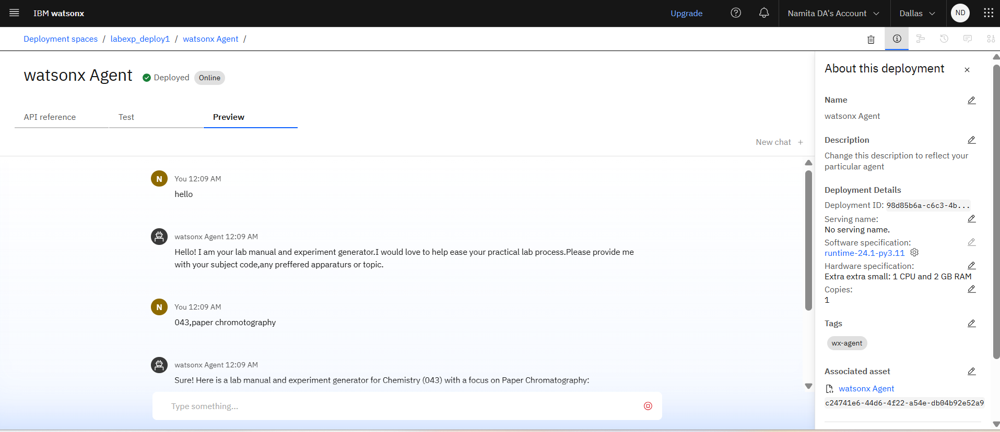 IBM watsonx
Upgrade
Namita DA's Account
Dallas
ND
Deployment spaces / labexp_deploy1 / watsonx Agent /
watsonx Agent
Deployed
Online
API reference
Test
Preview
New chat +
N
You 12:09 AM
hello
watsonx Agent 12:09 AM
Hello! I am your lab manual and experiment generator.I would love to help ease your practical lab process.Please provide me
with your subject code,any preffered apparaturs or topic.
N
You 12:09 AM
043,paper chromotography
watsonx Agent 12:09 AM
Sure! Here is a lab manual and experiment generator for Chemistry (043) with a focus on Paper Chromatography:
Type something...
About this deployment
Name
watsonx Agent
Description
Change this description to reflect your
particular agent
Deployment Details
Deployment ID: 98d85b6a-c6c3-4b...
Serving name:
No serving name.
Software specification:
runtime-24.1-py3.11
Hardware specification:
Extra extra small: 1 CPU and 2 GB RAM
Copies:
1
Tags
wx-agent
Associated asset
watsonx Agent
c24741e6-44d6-4f22-a54e-db04b92e52a9